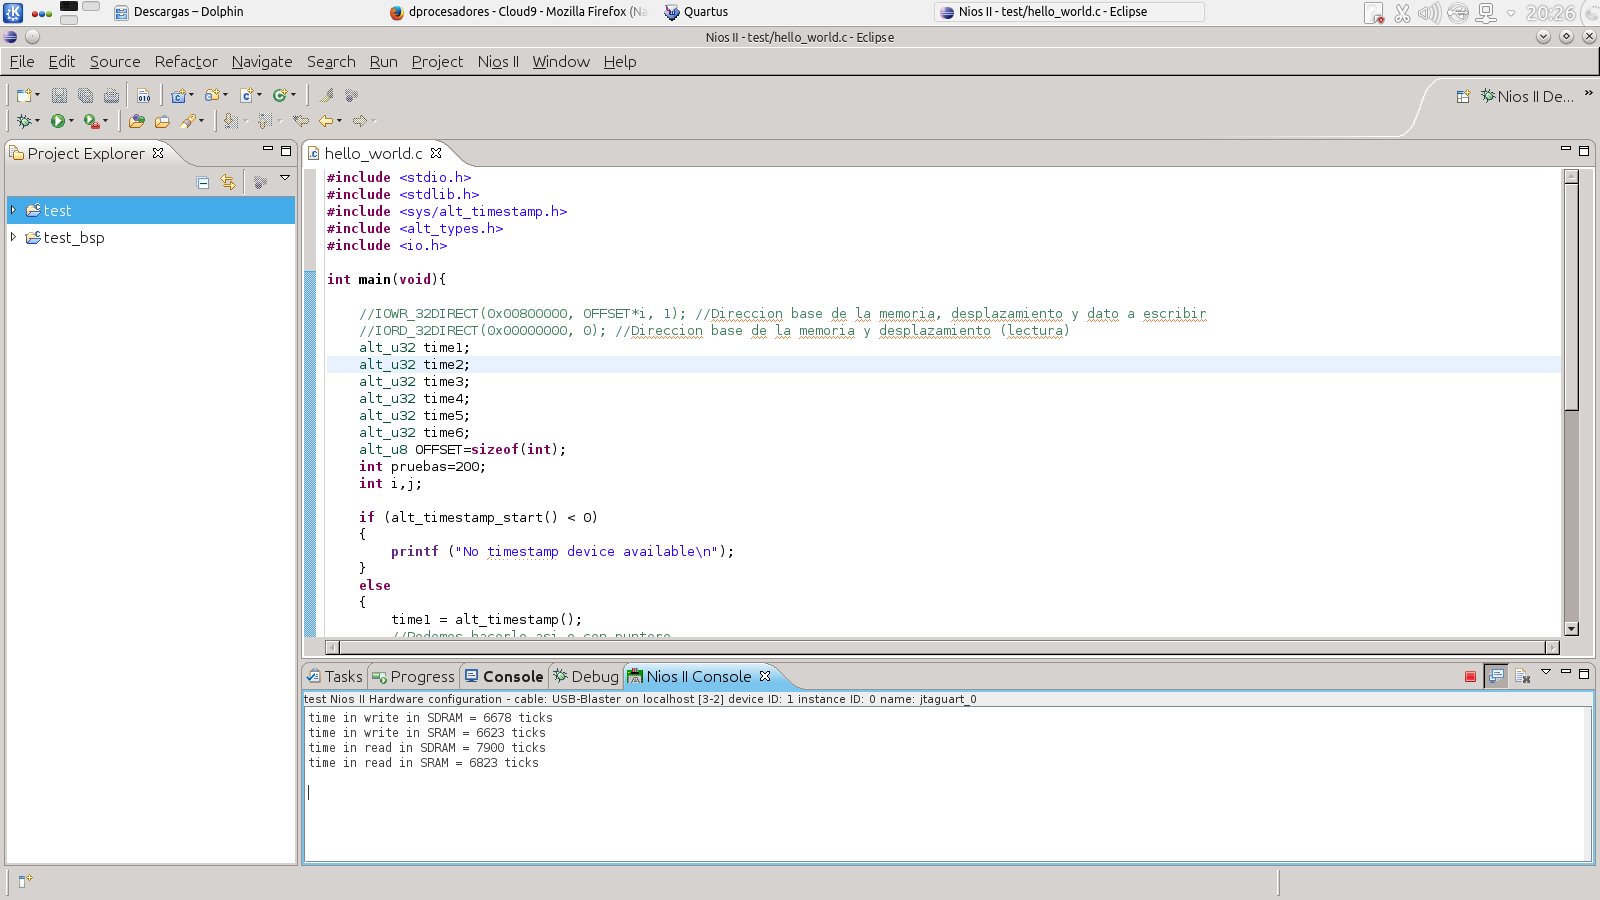 Descargas – Dolphin
dprocesadores - Cloud9 - Mozilla Firefox (Na
Quartus
Nios II - test/hello_world.c - Eclipse
20:26
Nios II - test/hello_world.c - Eclipse
File Edit Source Refactor Navigate Search Run Project Nios II Window Help
Nios II De... »
Project Explorer
test
test_bsp
hello_world.c
#include <stdio.h>
#include <stdlib.h>
#include <sys/alt_timestamp.h>
#include <alt_types.h>
#include <io.h>
int main(void){
//IOWR_32DIRECT(0x00800000, OFFSET*i, 1); //Direccion base de la memoria, desplazamiento y dato a escribir
//IORD_32DIRECT(0x00000000, 0); //Direccion base de la memoria y desplazamiento (lectura)
alt_u32 time1;
alt_u32 time2;
alt_u32 time3;
alt_u32 time4;
alt_u32 time5;
alt_u32 time6;
alt_u8 OFFSET=sizeof(int);
int pruebas=200;
int i,j;
if (alt_timestamp_start() < 0)
{
printf ("No timestamp device available\n");
}
else
{
time1 = alt_timestamp();
//Podemos hacerlo asi o con puntero
Tasks Progress Console Debug Nios II Console
test Nios II Hardware configuration - cable: USB-Blaster on localhost [3-2] device ID: 1 instance ID: 0 name: jtaguart_0
time in write in SDRAM = 6678 ticks
time in write in SRAM = 6623 ticks
time in read in SDRAM = 7900 ticks
time in read in SRAM = 6823 ticks